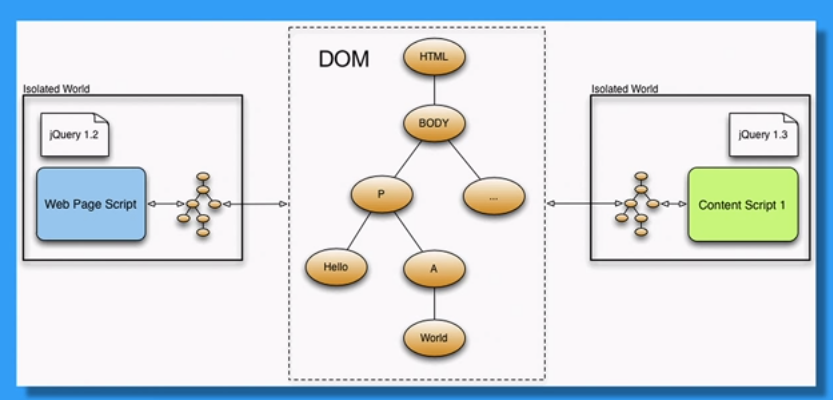 Isolated World
jQuery 1.2
Web Page Script
DOM
HTML
BODY
P
...
Hello
A
World
Isolated World
jQuery 1.3
Content Script 1